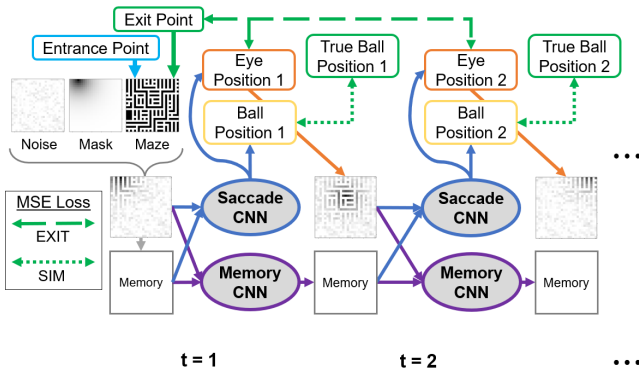 Exit Point
Entrance Point
Eye
Position 1
True Ball
Position 1
Eye
Position 2
True Ball
Position 2
Ball
Position 1
Ball
Position 2
Noise
Mask
Maze
...
MSE Loss
EXIT
SIM
Saccade
CNN
Saccade
CNN
Memory
Memory
CNN
Memory
Memory
CNN
Memory
t = 1
t = 2
...